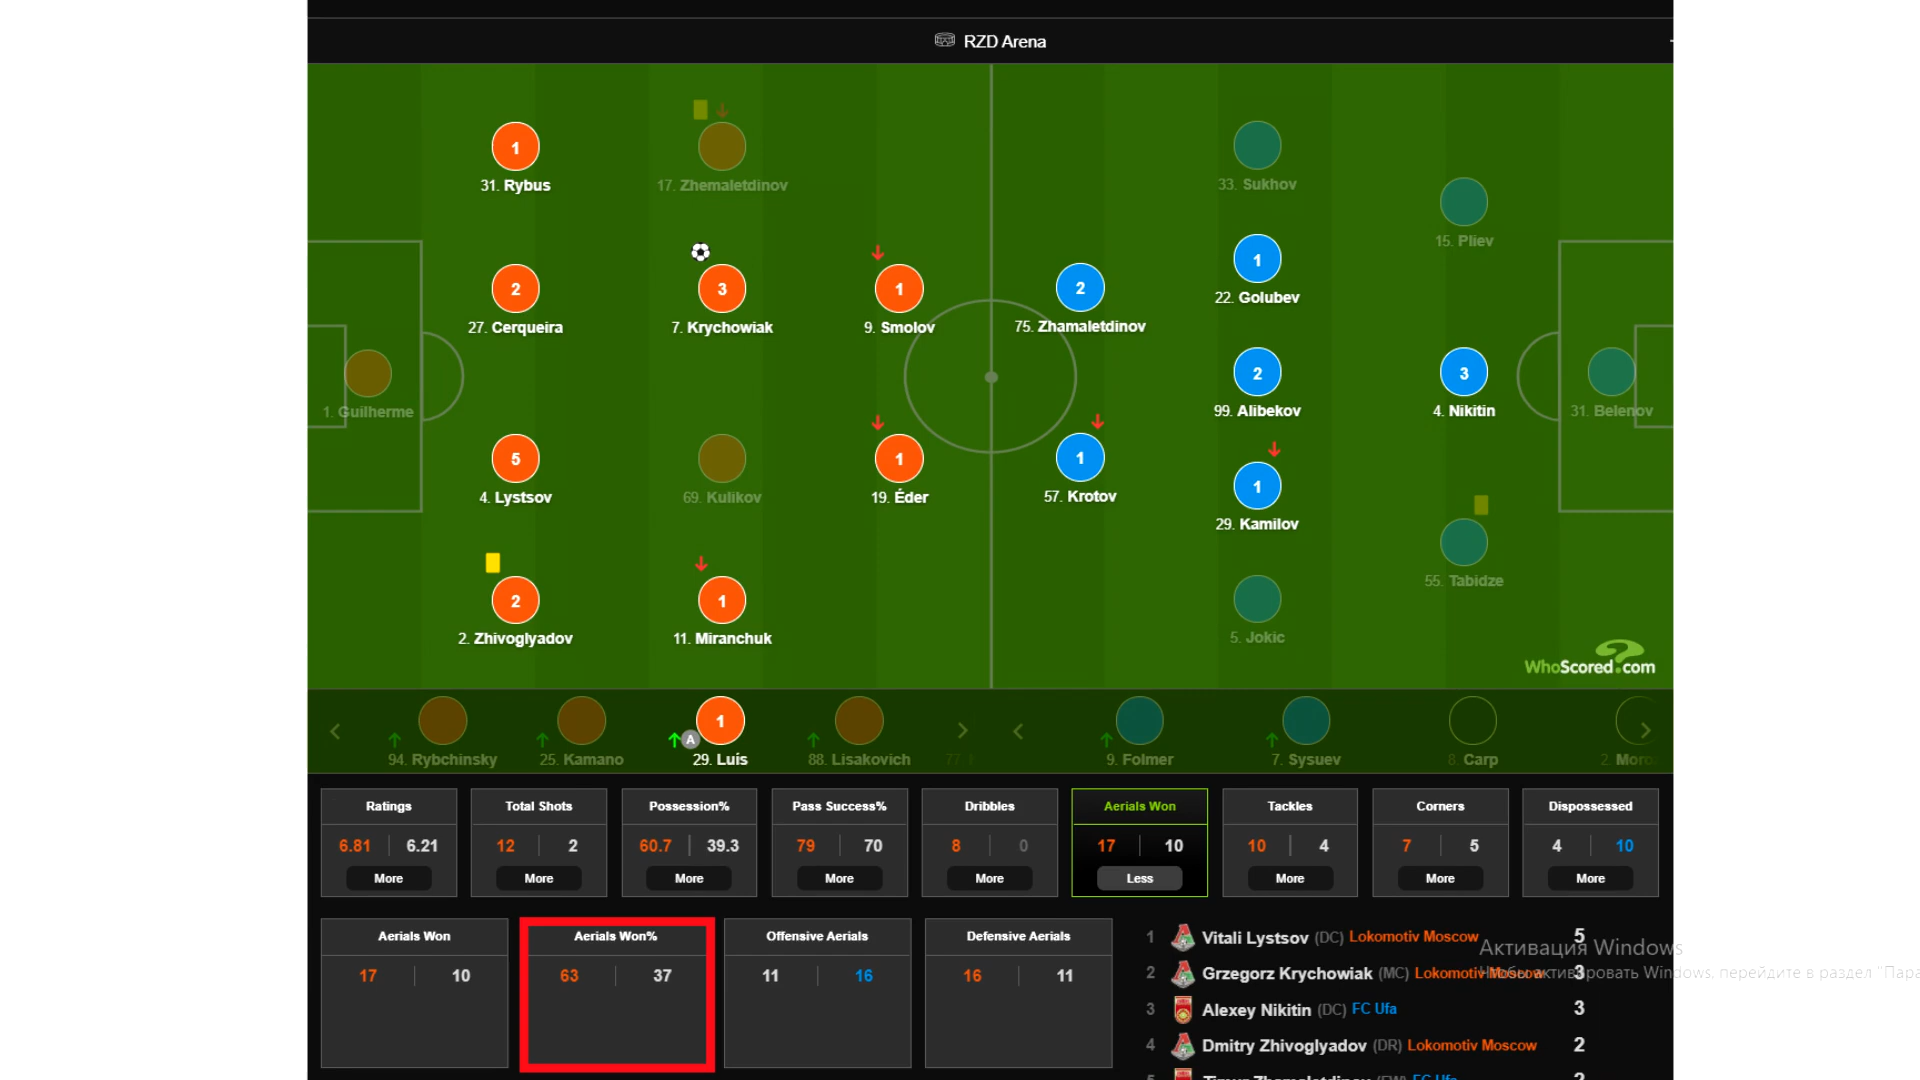 RZD Arena
1
31. Rybus
17. Zhemaletdinov
33. Sukhov
15. Pliev
2
27. Cerqueira
3
7. Krychowiak
1
9. Smolov
2
75. Zhamaletdinov
1
22. Golubev
1. Guilherme
2
99. Alibekov
3
4. Nikitin
31. Belenov
5
4. Lystsov
69. Kulikov
1
19. Éder
1
57. Krotov
1
29. Kamilov
55. Tabidze
2
2. Zhivoglyadov
1
11. Miranchuk
5. Jokic
WhoScored.com
94. Rybchinsky
25. Kamano
1
A
29. Luís
88. Lisakovich
9. Folmer
7. Sysuev
8. Carp
Ratings
6.81 6.21
More
Total Shots
12 2
More
Possession%
60.7 39.3
More
Pass Success%
79 70
More
Dribbles
8 0
More
Aerials Won
17 10
Less
Tackles
10 4
More
Corners
7 5
More
Dispossessed
4 10
More
Aerials Won
17 10
Aerials Won%
63 37
Offensive Aerials
11 16
Defensive Aerials
16 11
1 Vitali Lystsov (DC) Lokomotiv Moscow 5
Активация Windows
2 Grzegorz Krychowiak (MC) Lokomotiv Moscow 3
Чтобы активировать Windows, перейдите в раздел
3 Alexey Nikitin (DC) FC Ufa 3
4 Dmitry Zhivoglyadov (DR) Lokomotiv Moscow 2